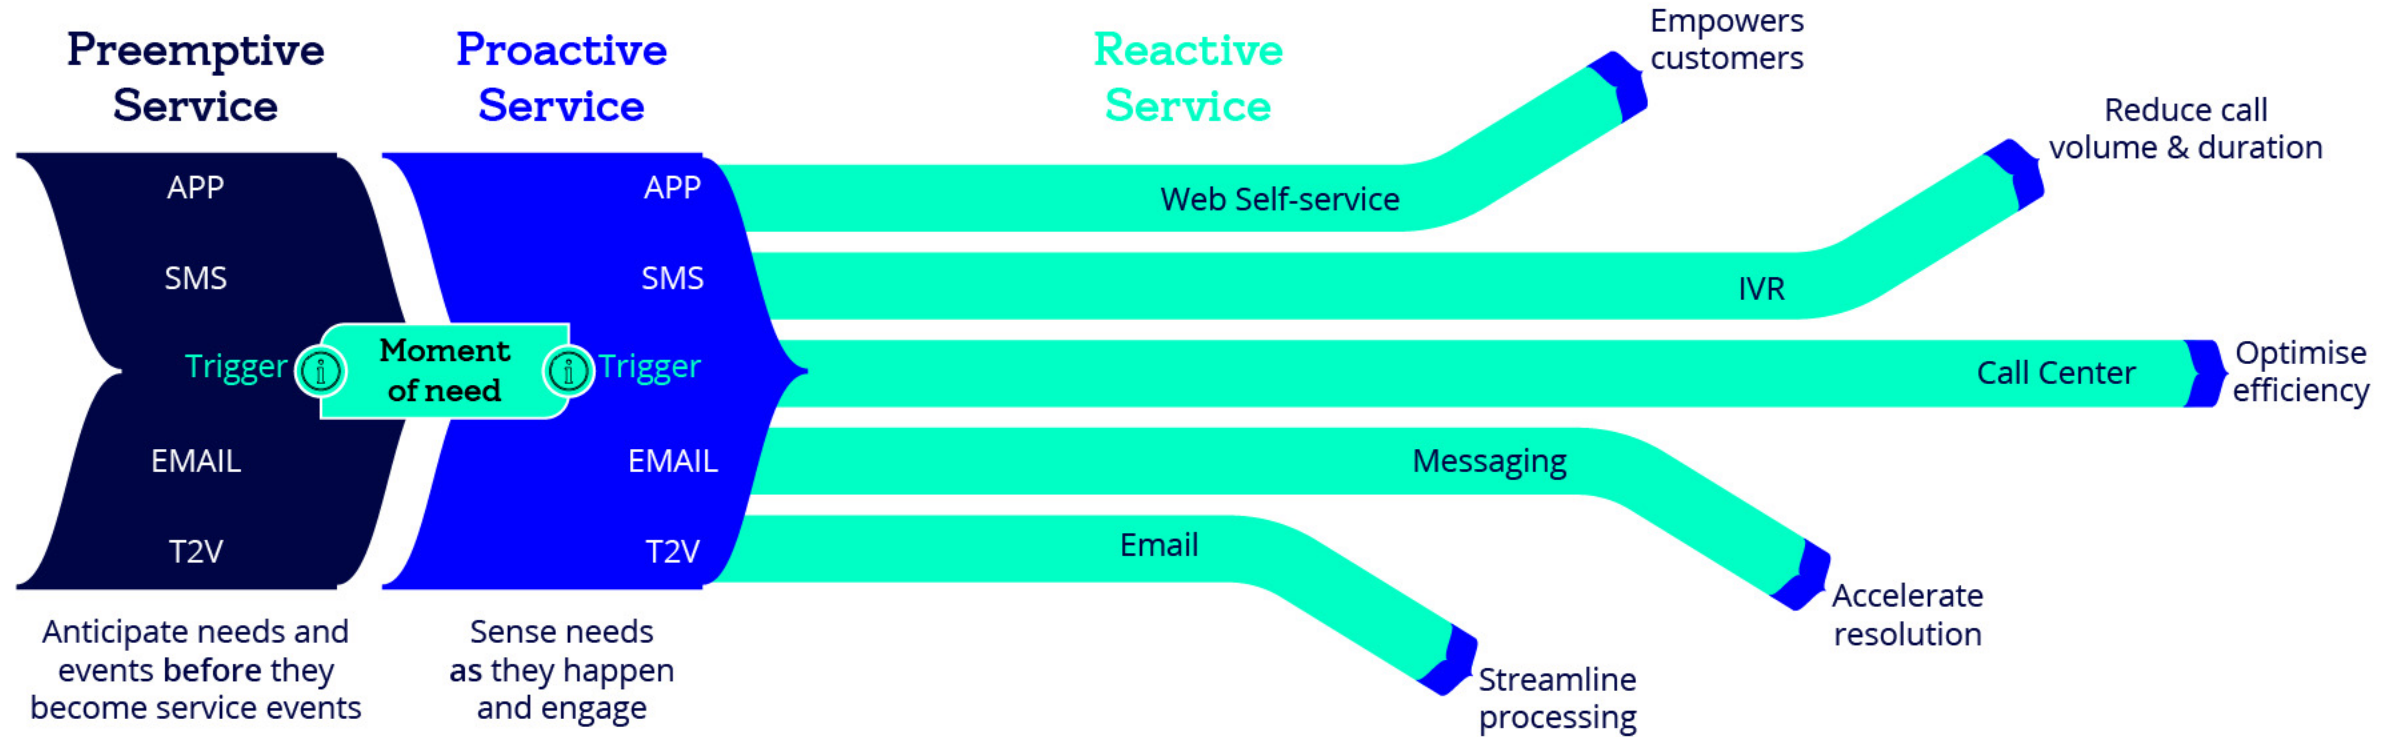 Preemptive
Service
Proactive
Service
Reactive
Service
APP
SMS
Trigger
EMAIL
T2V
Moment
of need
APP
SMS
Trigger
EMAIL
T2V
Web Self-service
IVR
Call Center
Messaging
Email
Empowers
customers
Reduce call
volume & duration
Optimise
efficiency
Accelerate
resolution
Streamline
processing
Anticipate needs and
events before they
become service events
Sense needs
as they happen
and engage